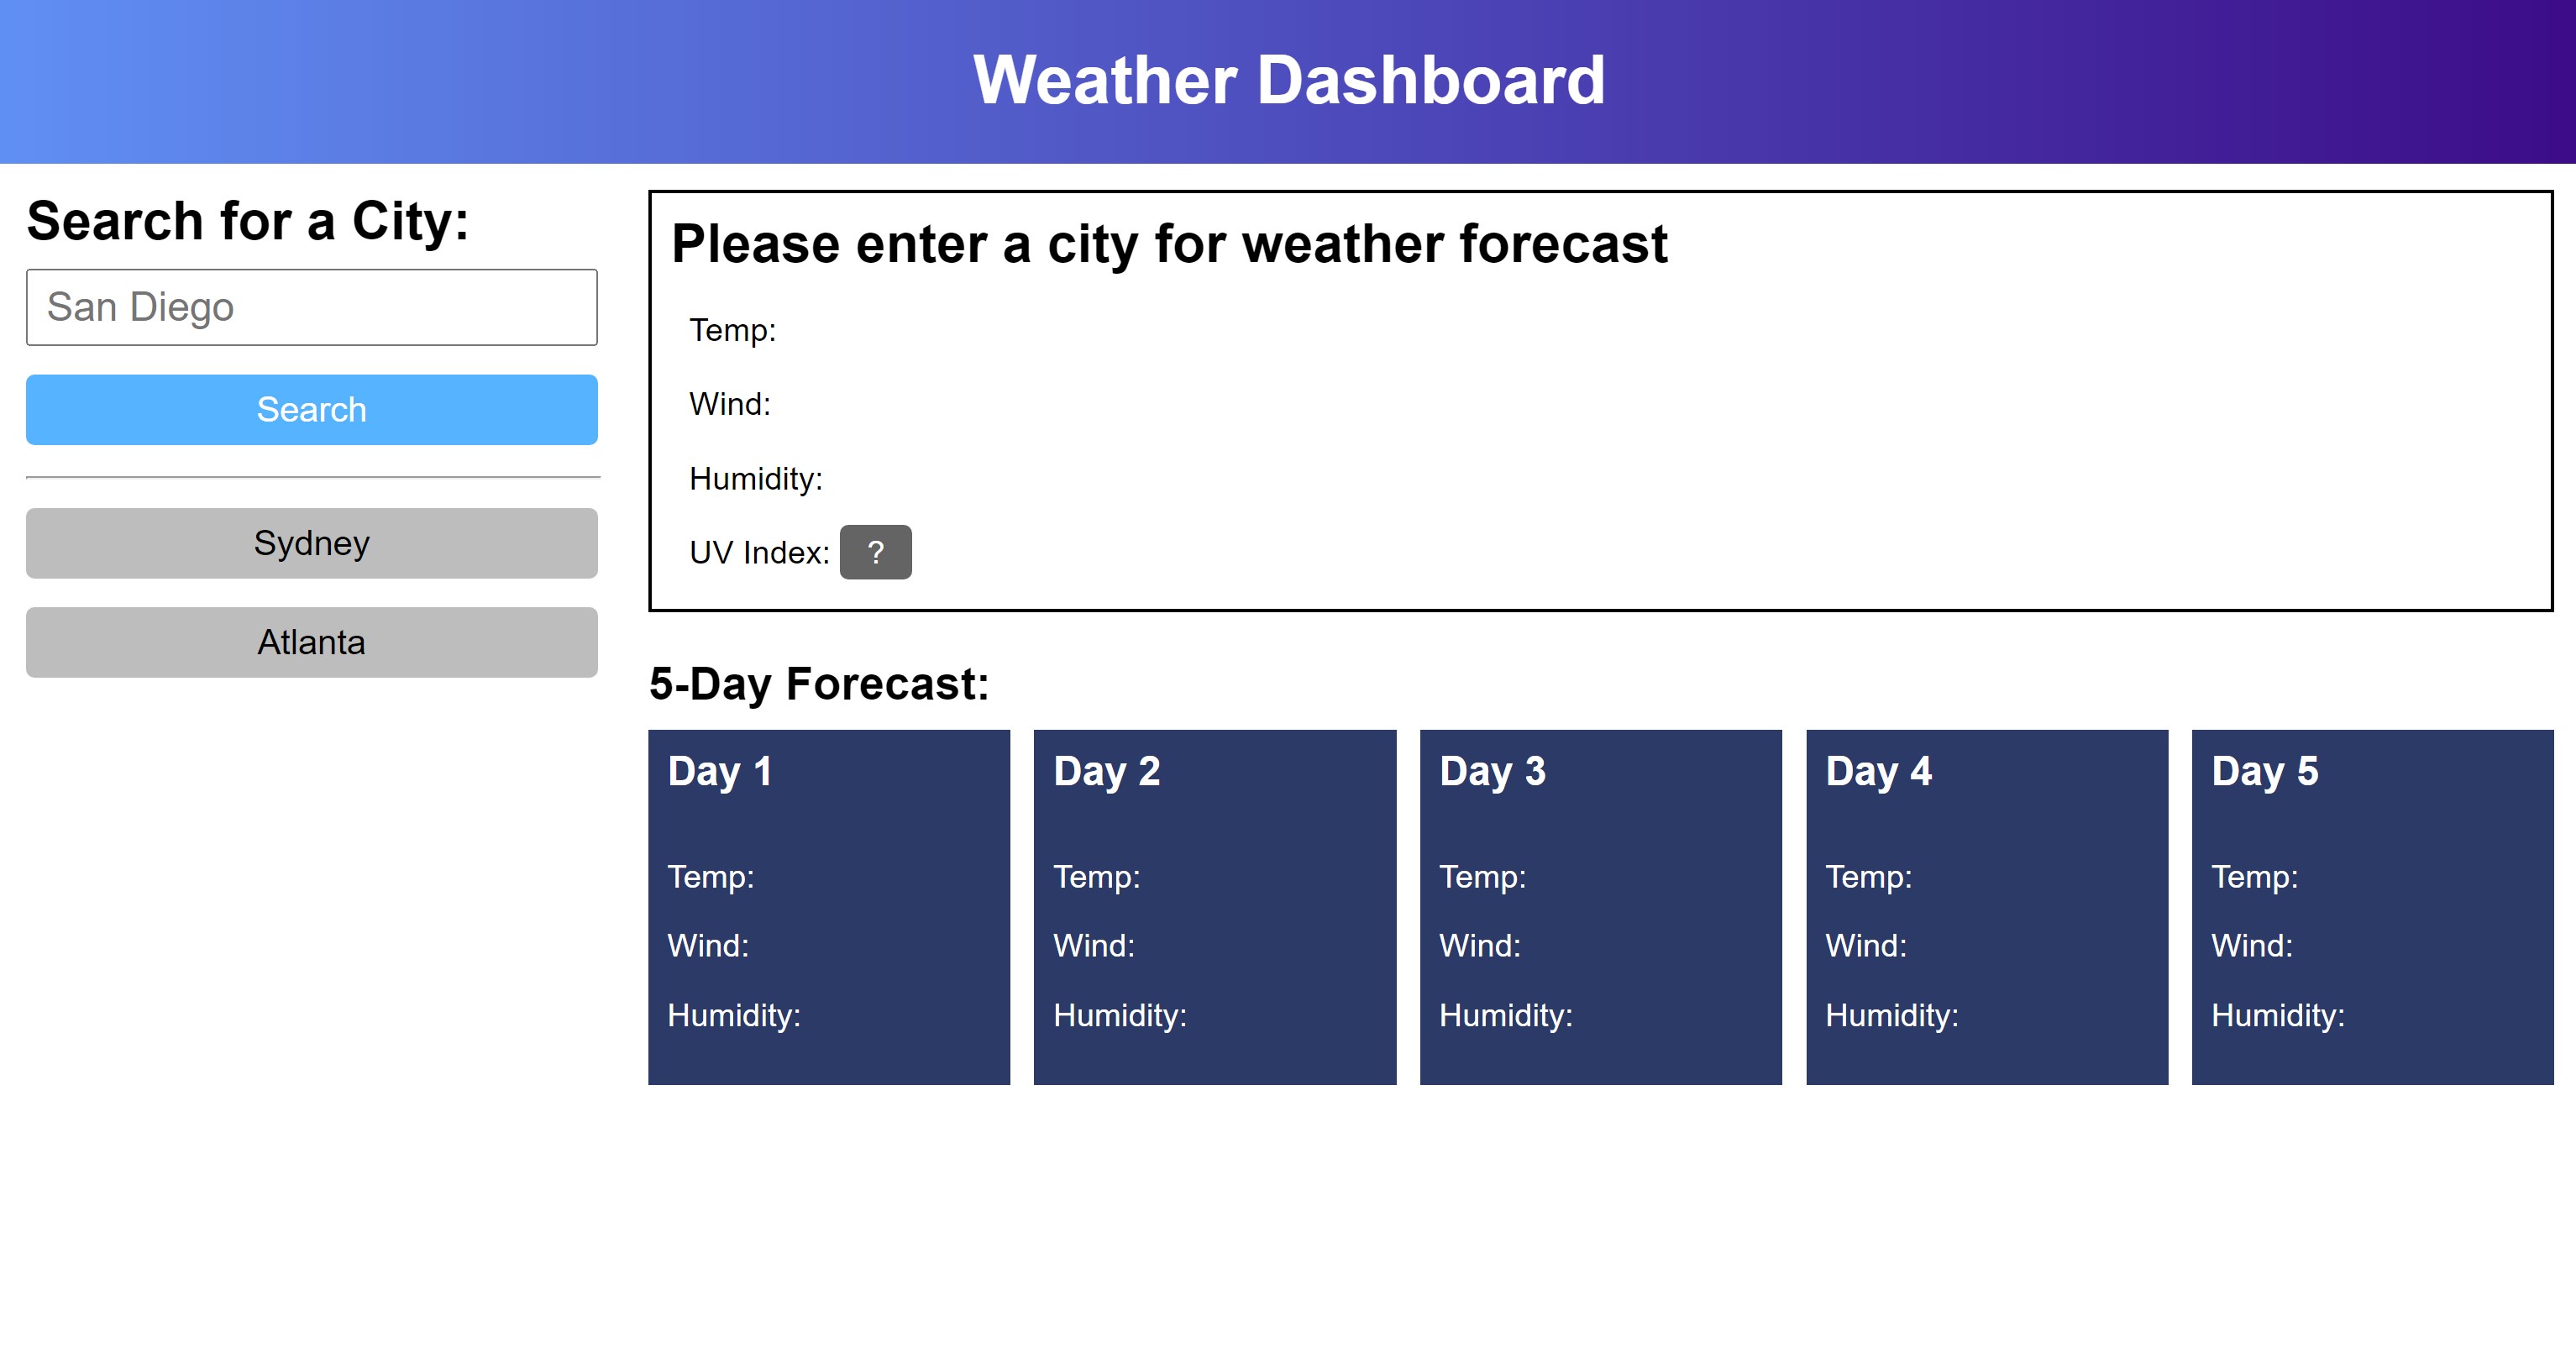 Weather Dashboard
Search for a City:
San Diego
Search
Sydney
Atlanta
Please enter a city for weather forecast
Temp:
Wind:
Humidity:
UV Index: ?
5-Day Forecast:
Day 1
Temp:
Wind:
Humidity:
Day 2
Temp:
Wind:
Humidity:
Day 3
Temp:
Wind:
Humidity:
Day 4
Temp:
Wind:
Humidity:
Day 5
Temp:
Wind:
Humidity: